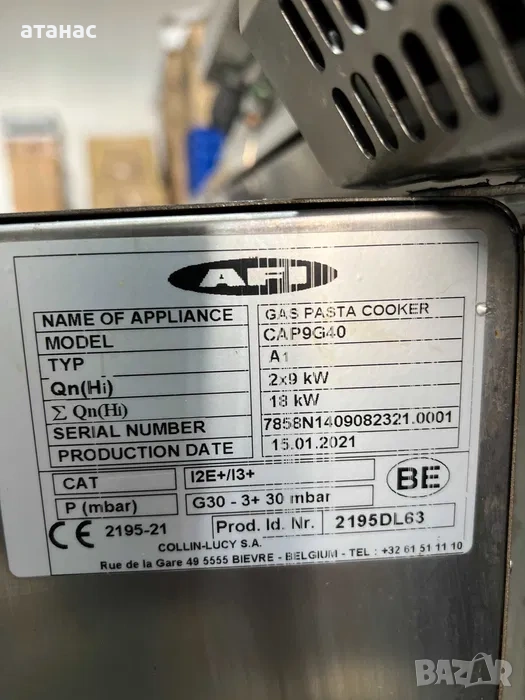 атанас
AFI
NAME OF APPLIANCE GAS PASTA COOKER
MODEL CAP9G40
TYP A1
Qn(Hi) 2x9 kW
Σ Qn(Hi) 18 kW
SERIAL NUMBER 7858N1409082321.0001
PRODUCTION DATE 15.01.2021
CAT I2E+/I3+ BE
P (mbar) G30 - 3+ 30 mbar
CE 2195-21 Prod. Id. Nr. 2195DL63
COLLIN-LUCY S.A.
Rue de la Gare 49 5555 BIEVRE - BELGIUM - TEL : +32 61 51 11 10
BAZAR